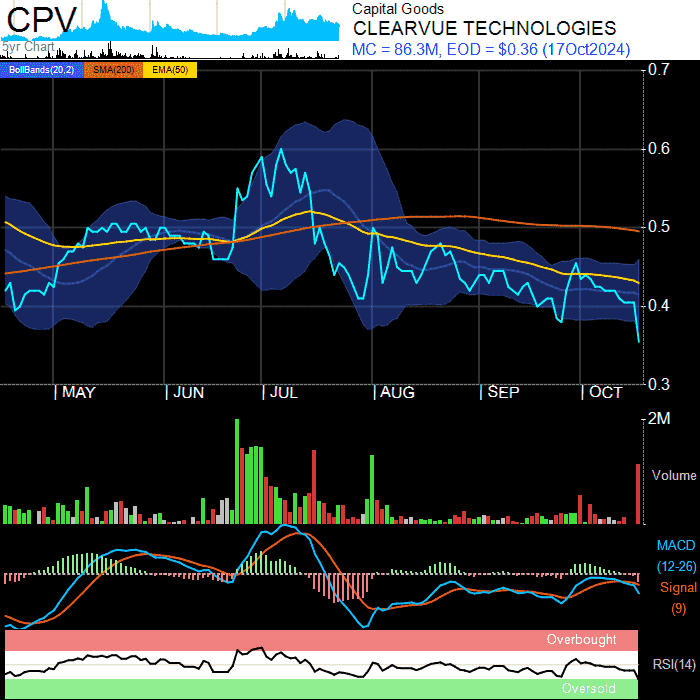 CPV
5yr Chart
Capital Goods
CLEARVUE TECHNOLOGIES
MC = 86.3M, EOD = $0.36 (17Oct2024)
BollBands(20,2) SMA(200) EMA(50)
0.7
0.6
0.5
0.4
0.3
MAY JUN JUL AUG SEP OCT
2M
Volume
MACD
(12-26)
Signal
(9)
Overbought
RSI(14)
Oversold